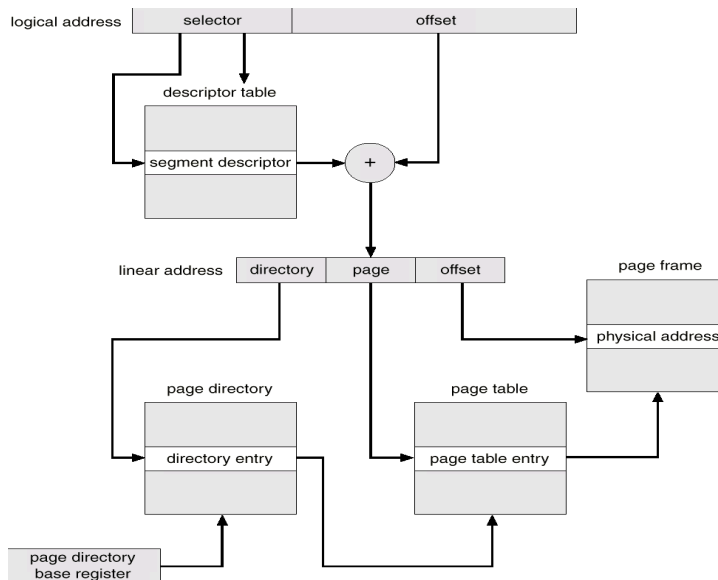 logical address
selector
offset
descriptor table
segment descriptor
+
linear address
directory
page
offset
page frame
physical address
page directory
page table
directory entry
page table entry
page directory
base register